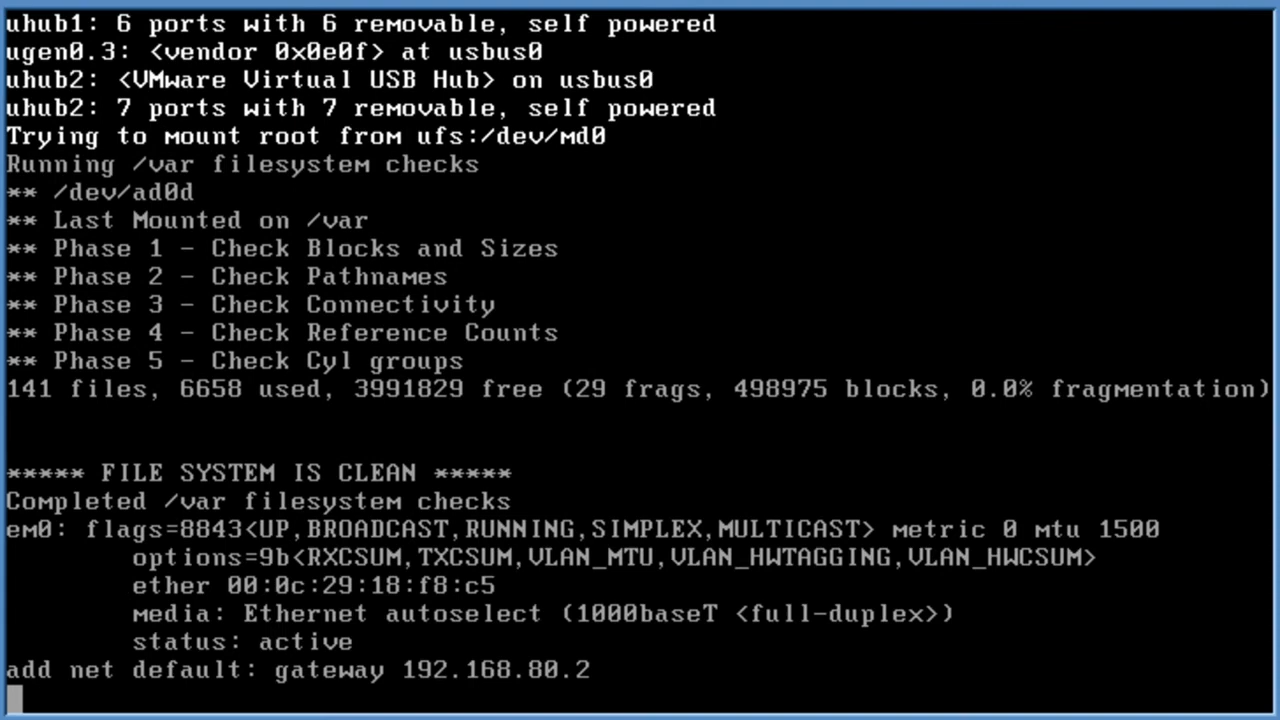 uhub1: 6 ports with 6 removable, self powered
ugen0.3: <vendor 0x0e0f> at usbus0
uhub2: <VMware Virtual USB Hub> on usbus0
uhub2: 7 ports with 7 removable, self powered
Trying to mount root from ufs:/dev/md0
Running /var filesystem checks
** /dev/ad0d
** Last Mounted on /var
** Phase 1 - Check Blocks and Sizes
** Phase 2 - Check Pathnames
** Phase 3 - Check Connectivity
** Phase 4 - Check Reference Counts
** Phase 5 - Check Cyl groups
141 files, 6658 used, 3991829 free (29 frags, 498975 blocks, 0.0% fragmentation)
***** FILE SYSTEM IS CLEAN *****
Completed /var filesystem checks
em0: flags=8843<UP,BROADCAST,RUNNING,SIMPLEX,MULTICAST> metric 0 mtu 1500
options=9b<RXCSUM,TXCSUM,VLAN_MTU,VLAN_HWTAGGING,VLAN_HWCSUM>
ether 00:0c:29:18:f8:c5
media: Ethernet autoselect (1000baseT <full-duplex>)
status: active
add net default: gateway 192.168.80.2